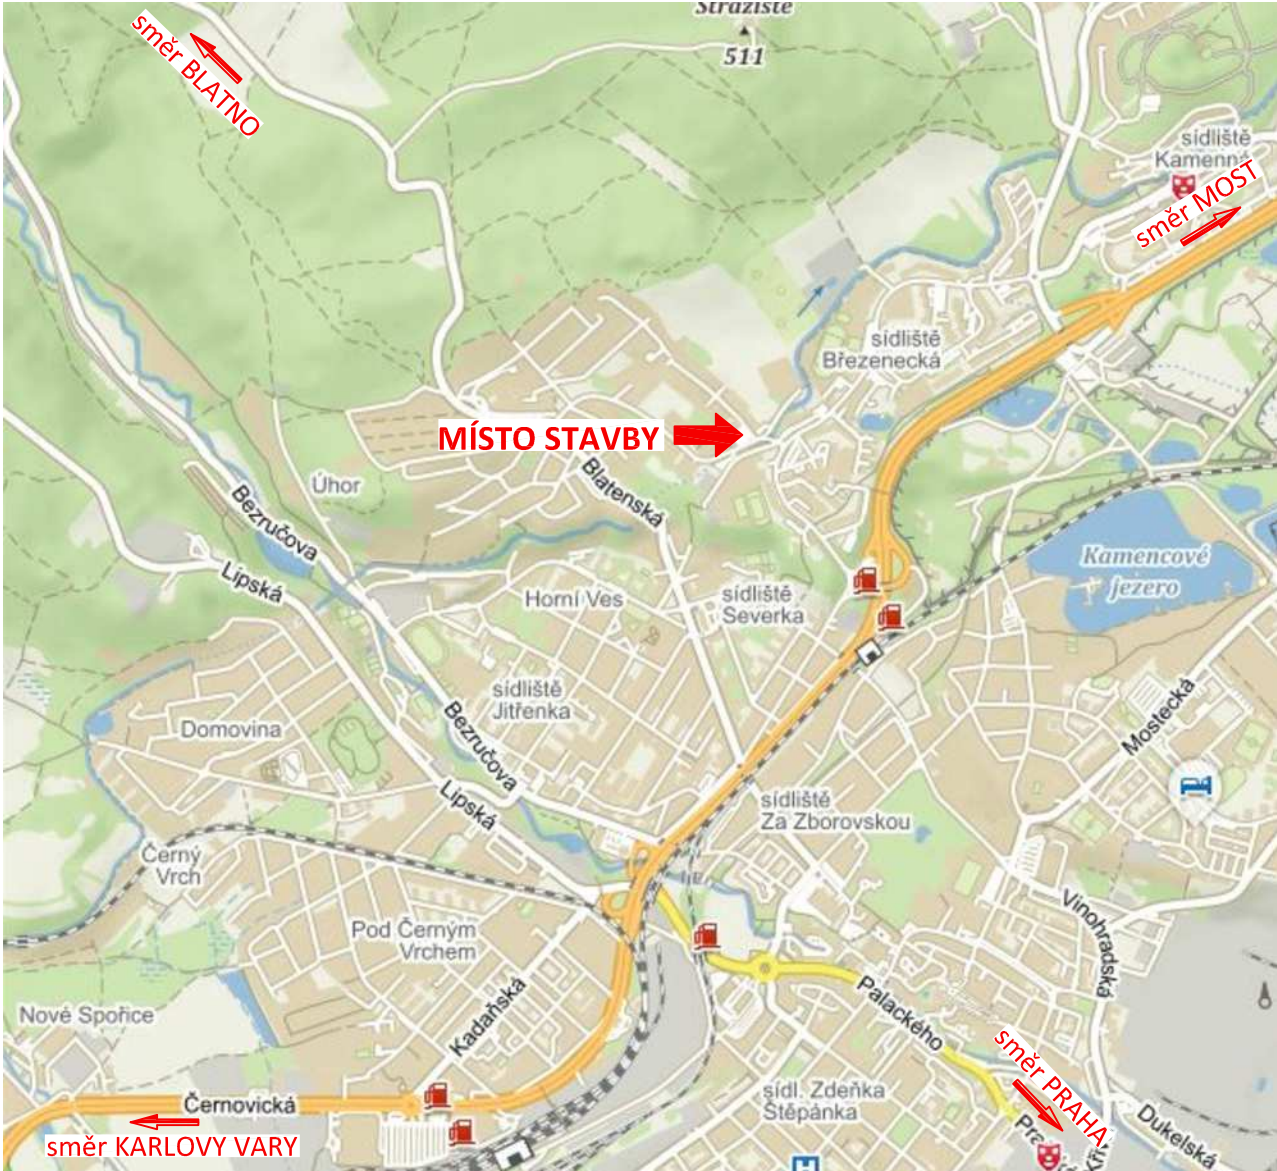 Strážiště
511
směr BLATNO
sídliště
Kamenná
směr MOST
sídliště
Březenecká
MÍSTO STAVBY
Blatenská
Úhor
Bezručova
Lipská
Kamencové
jezero
Horní Ves
sídliště
Severka
sídliště
Jitřenka
Domovina
Bezručova
Mostecká
Lipská
sídliště
Za Zborovskou
Černý
Vrch
Vinohradská
Pod Černým
Vrchem
Kadaňská
Palackého
Nové Spořice
směr PRAHA
sídl. Zdeňka
Štěpánka
Černovická
Dukelská
směr KARLOVY VARY
H